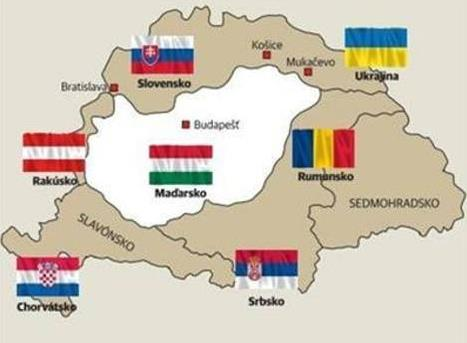 Košice
Mukačevo
Ukrajina
Slovensko
Bratislava
Budapešť
Rakúsko
Maďarsko
Rumunsko
SEDMOHRADSKO
SLAVÓNSKO
Chorvátsko
Srbsko